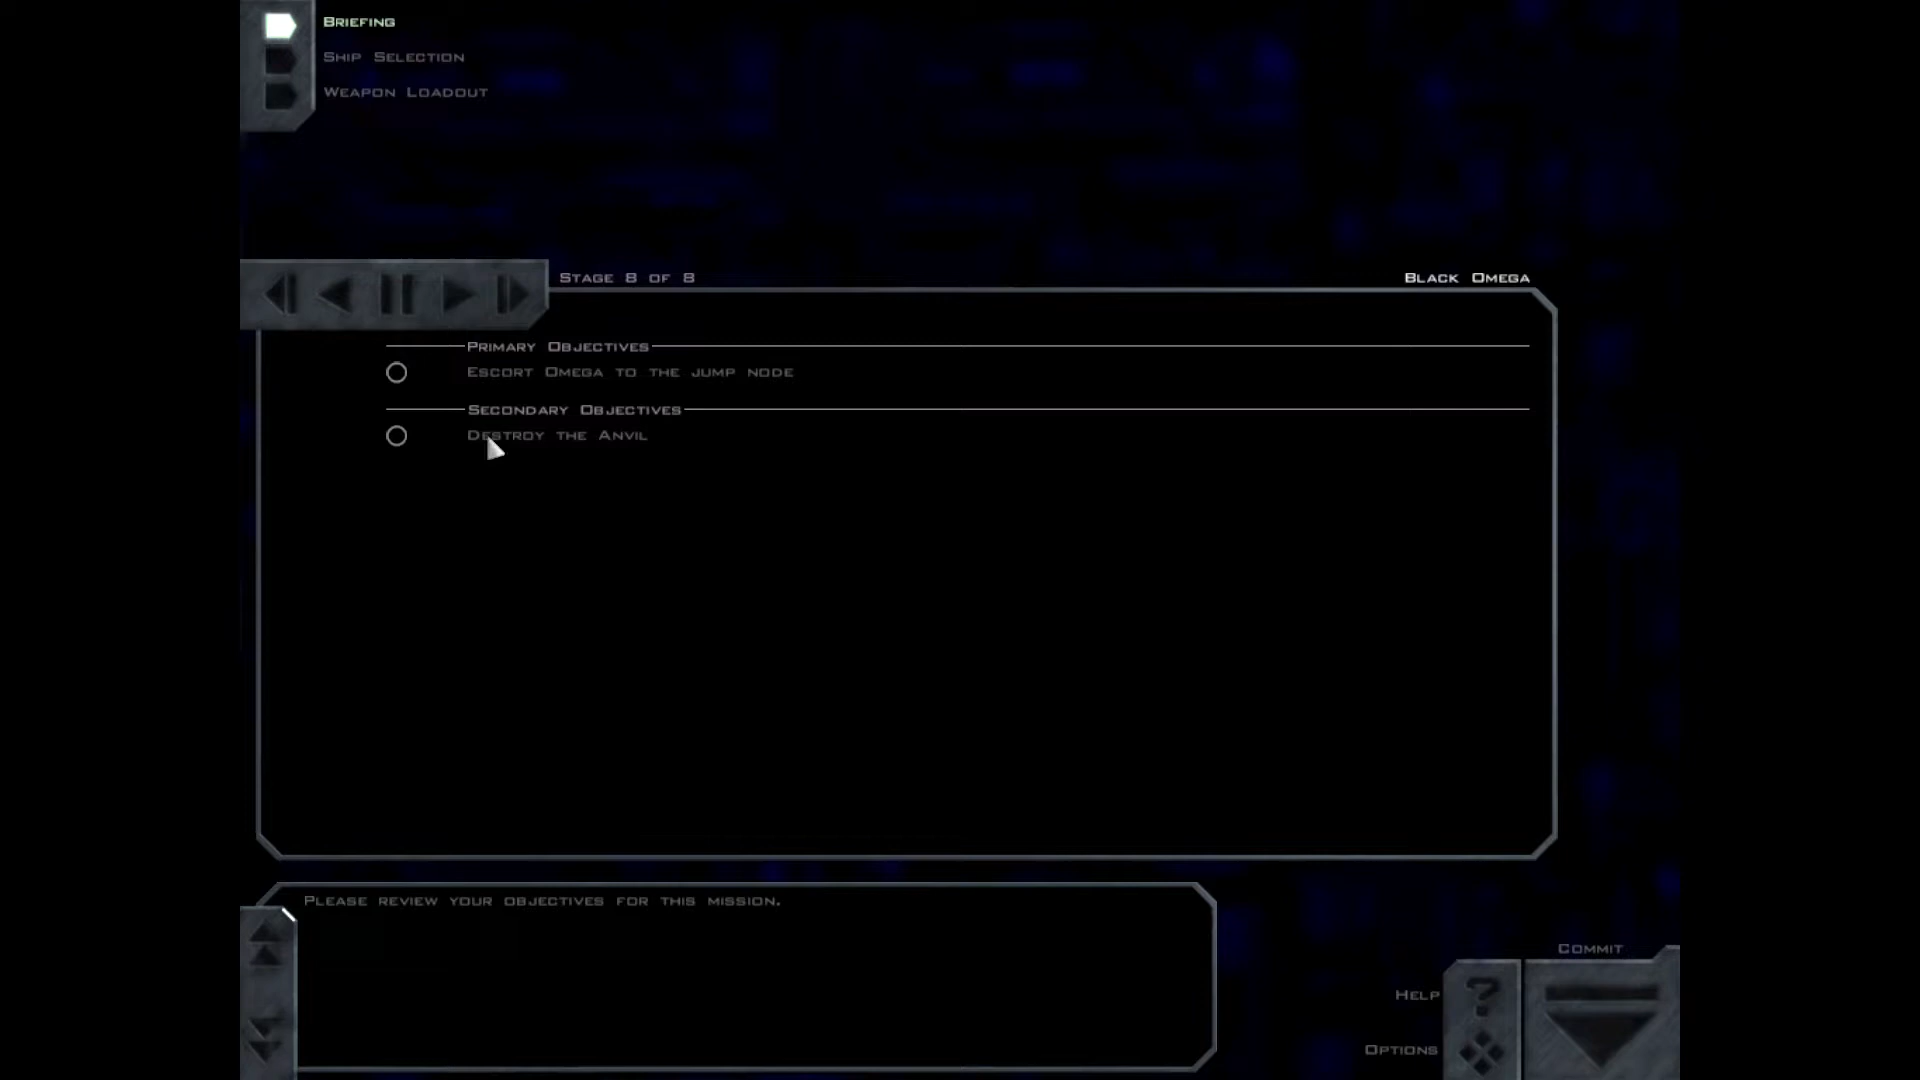 Briefing
Ship Selection
Weapon Loadout
Stage 8 of 8
Black Omega
Primary Objectives
Escort Omega to the jump node
Secondary Objectives
Destroy the Anvil
Please review your objectives for this mission.
Commit
Help
?
Options